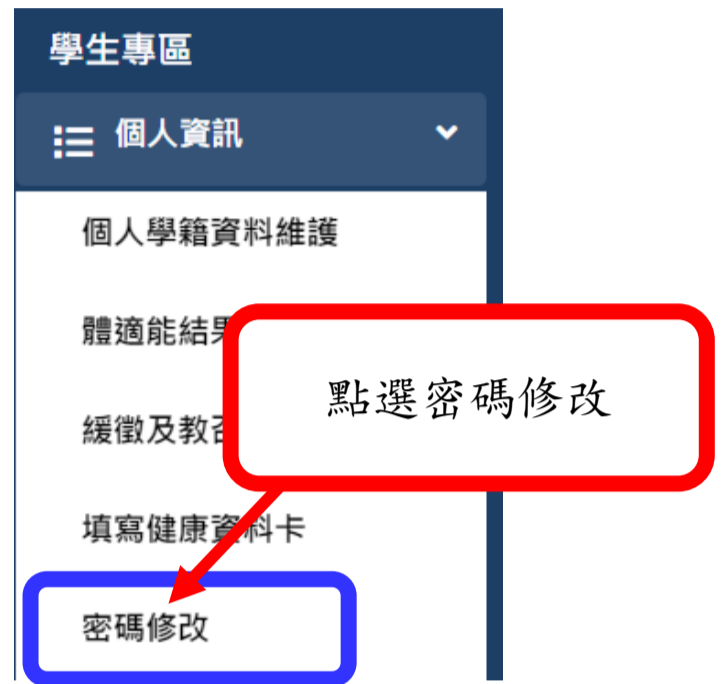 學生專區
個人資訊
個人學籍資料維護
體適能結果
緩徵及教召
點選密碼修改
填寫健康資料卡
密碼修改